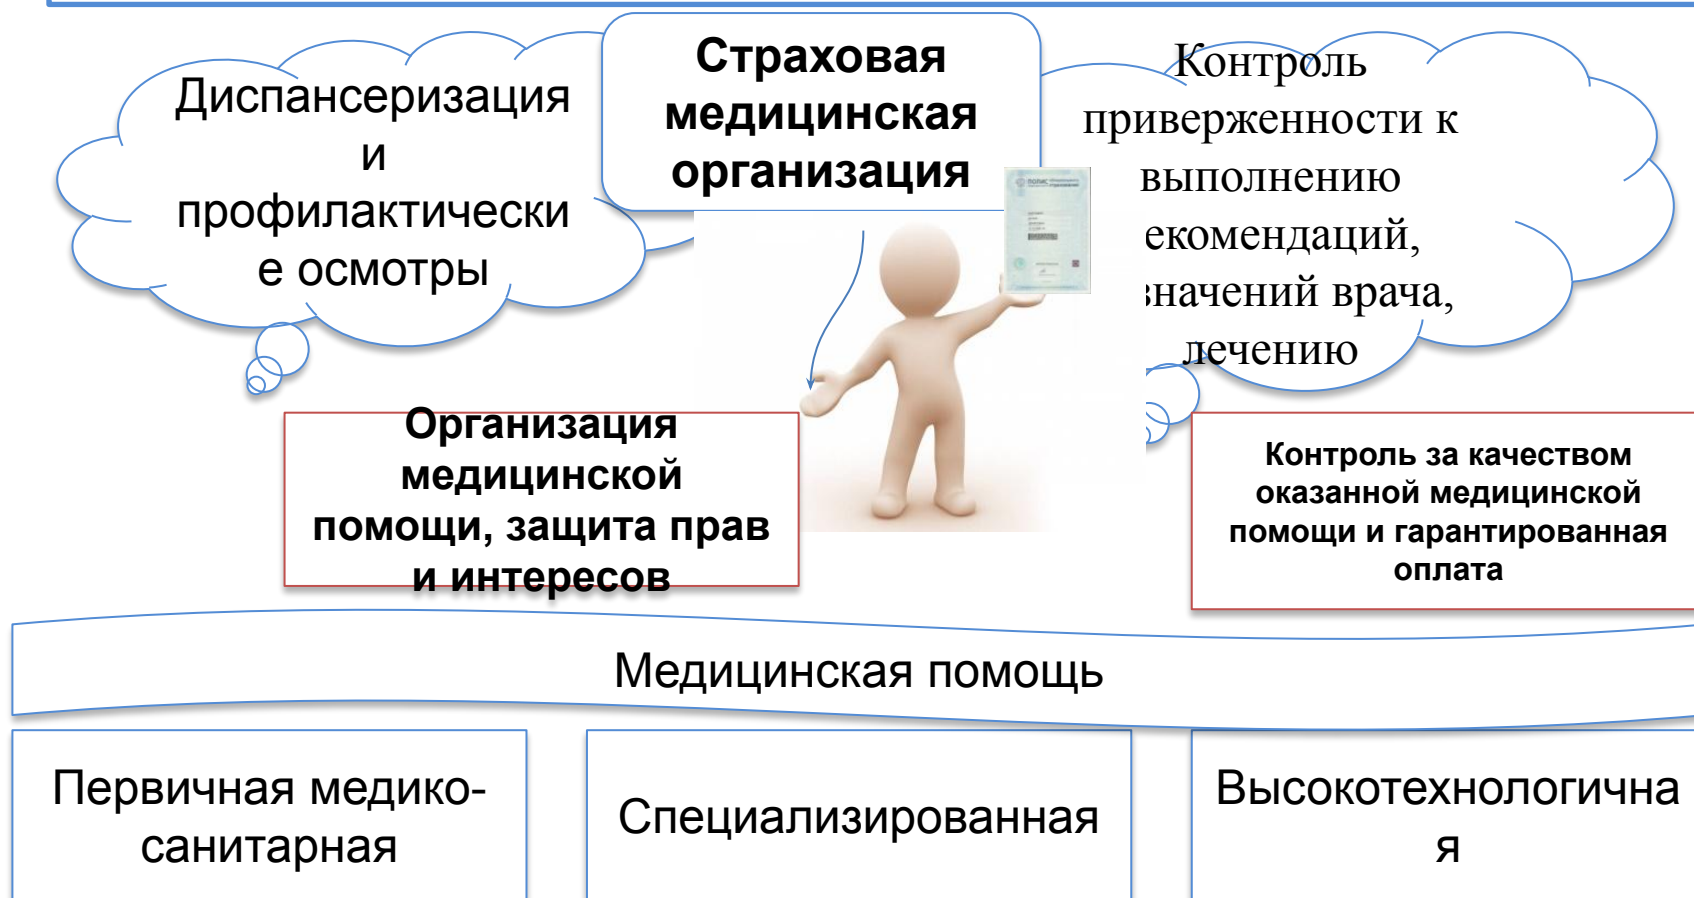 Страховая
медицинская
организация
Диспансеризация
и
профилактически
е осмотры
Контроль
приверженности к
выполнению
екомендаций,
значений врача,
лечению
Организация
медицинской
помощи, защита прав
и интересов
Контроль за качеством
оказанной медицинской
помощи и гарантированная
оплата
Медицинская помощь
Первичная медико-
санитарная
Специализированная
Высокотехнологична
я
ПОЛИС